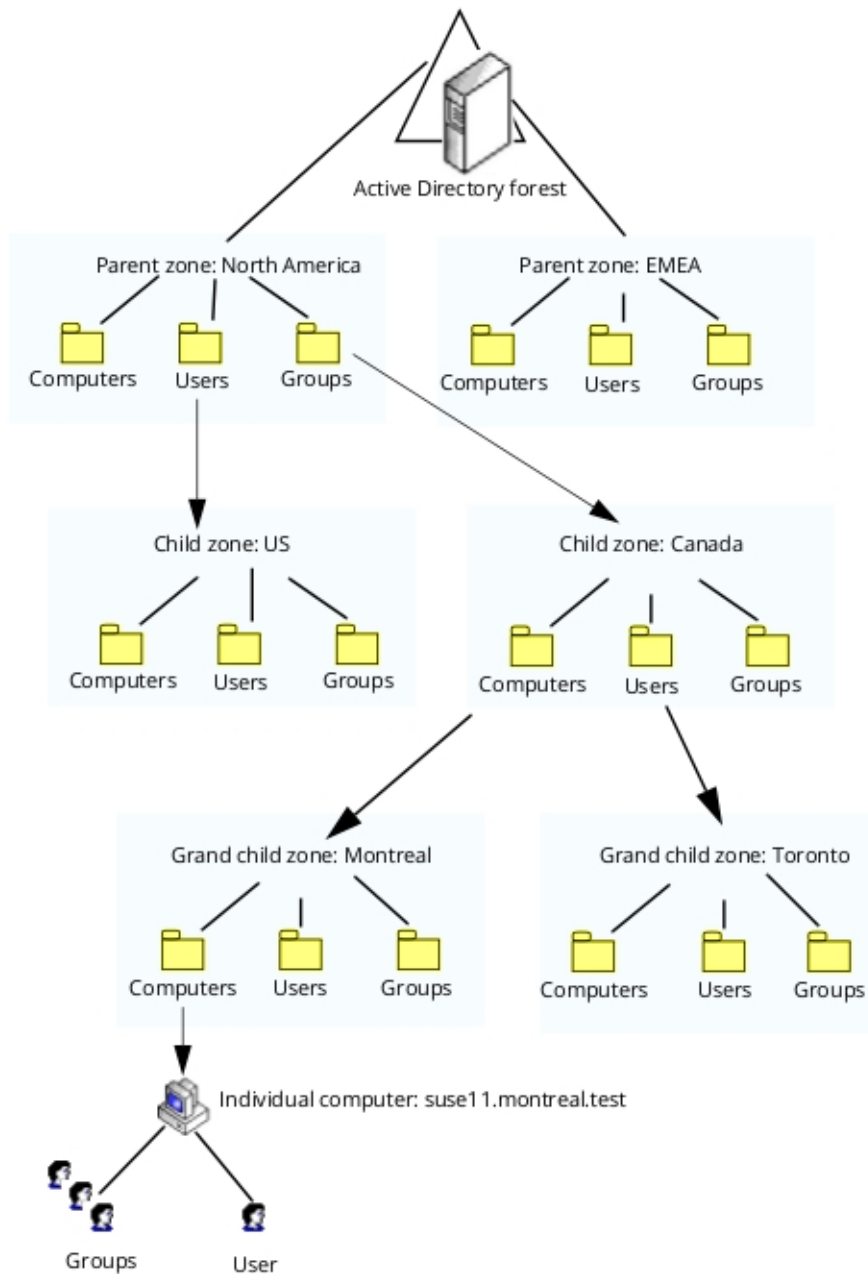 Active Directory forest
Parent zone: North America
Parent zone: EMEA
Computers
Users
Groups
Computers
Users
Groups
Child zone: US
Child zone: Canada
Computers
Users
Groups
Computers
Users
Groups
Grand child zone: Montreal
Grand child zone: Toronto
Computers
Users
Groups
Computers
Users
Groups
Individual computer: suse11.montreal.test
Groups
User